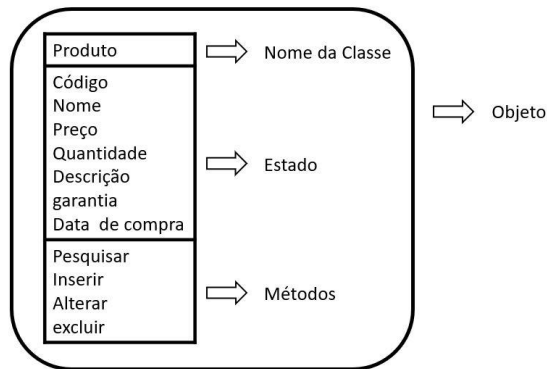 Produto
Nome da Classe
Código
Nome
Preço
Quantidade
Descrição
garantia
Data de compra
Estado
Objeto
Pesquisar
Inserir
Alterar
excluir
Métodos